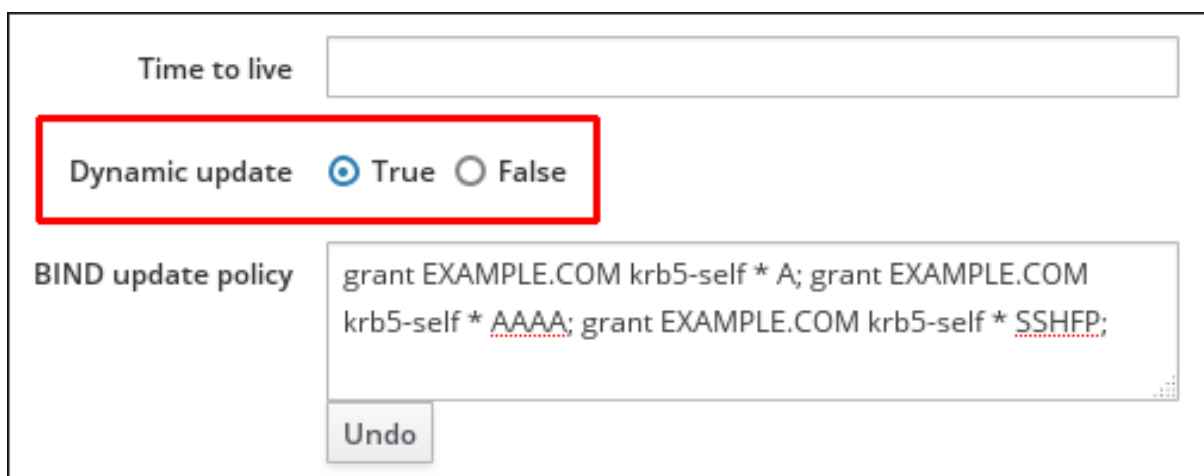 Time to live
Dynamic update True False
BIND update policy grant EXAMPLE.COM krb5-self * A; grant EXAMPLE.COM
krb5-self * AAAA; grant EXAMPLE.COM krb5-self * SSHFP;
Undo